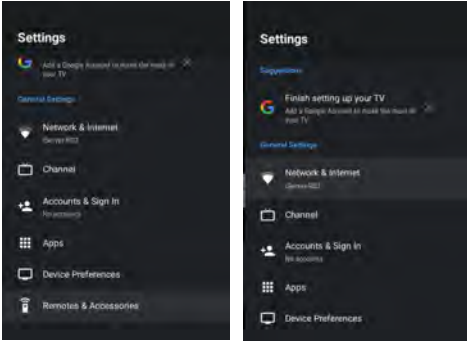 Settings
Add a Google Account to make the most of
your TV
General Settings
Network & Internet
Channel
Accounts & Sign In
No accounts
Apps
Device Preferences
Remotes & Accessories
Settings
Suggestions
Finish setting up your TV
Add a Google Account to make the most of
your TV
General Settings
Network & Internet
Channel
Accounts & Sign In
No accounts
Apps
Device Preferences